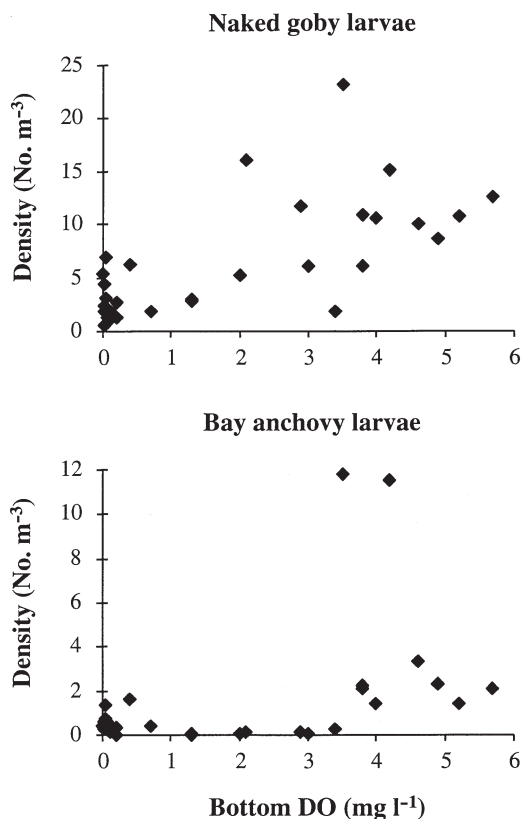 Naked goby larvae
Density (No. m⁻³)
25
20
15
10
5
0
0 1 2 3 4 5 6
Bay anchovy larvae
Density (No. m⁻³)
12
10
8
6
4
2
0
0 1 2 3 4 5 6
Bottom DO (mg l⁻¹)